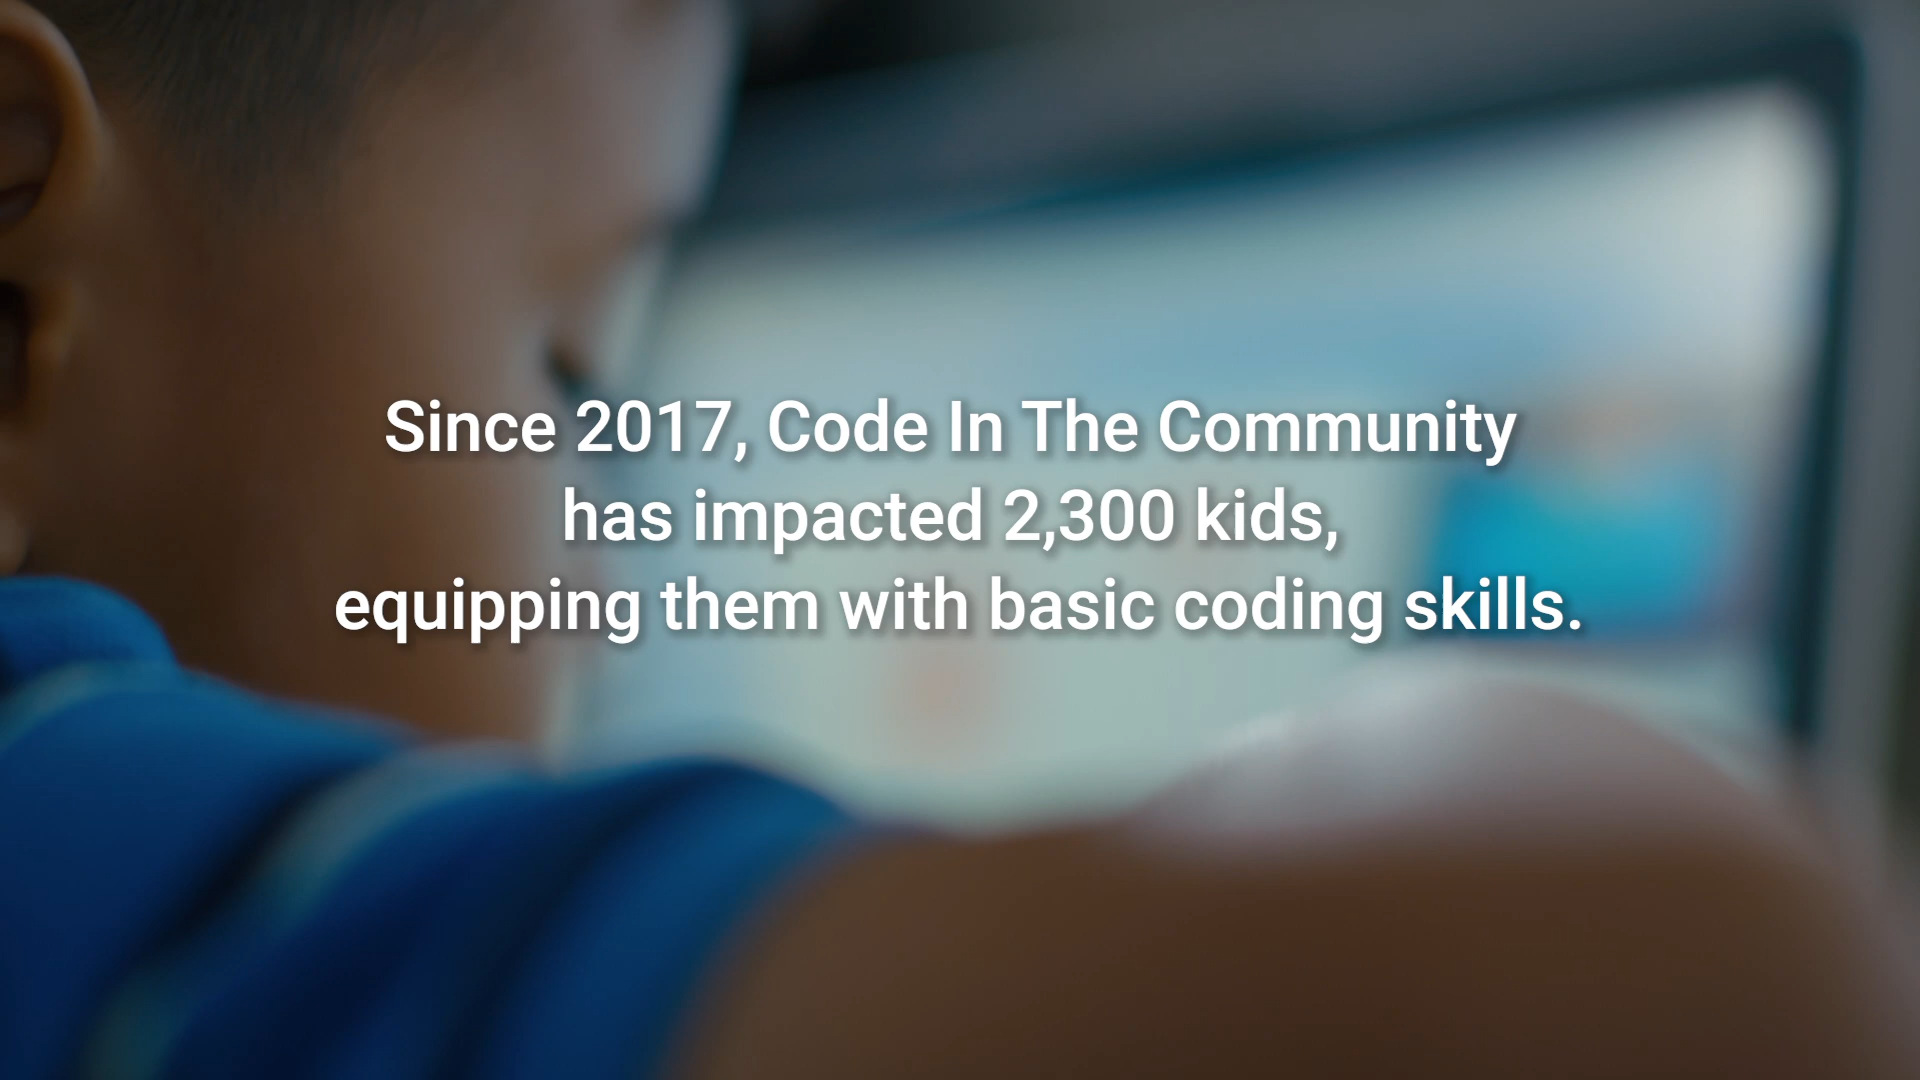 Since 2017, Code In The Community
has impacted 2,300 kids,
equipping them with basic coding skills.